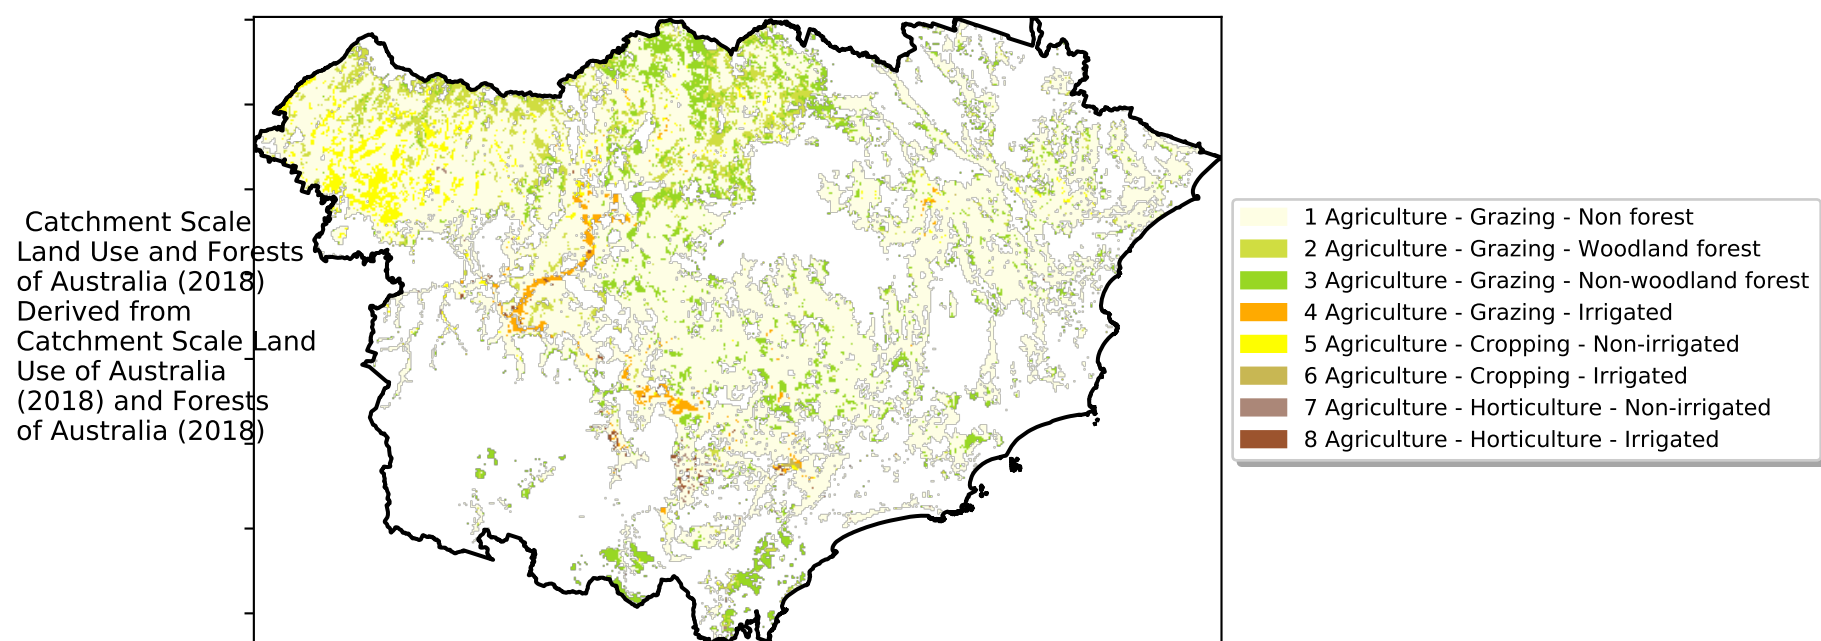 Catchment Scale
Land Use and Forests
of Australia (2018)
Derived from
Catchment Scale Land
Use of Australia
(2018) and Forests
of Australia (2018)
1 Agriculture - Grazing - Non forest
2 Agriculture - Grazing - Woodland forest
3 Agriculture - Grazing - Non-woodland forest
4 Agriculture - Grazing - Irrigated
5 Agriculture - Cropping - Non-irrigated
6 Agriculture - Cropping - Irrigated
7 Agriculture - Horticulture - Non-irrigated
8 Agriculture - Horticulture - Irrigated